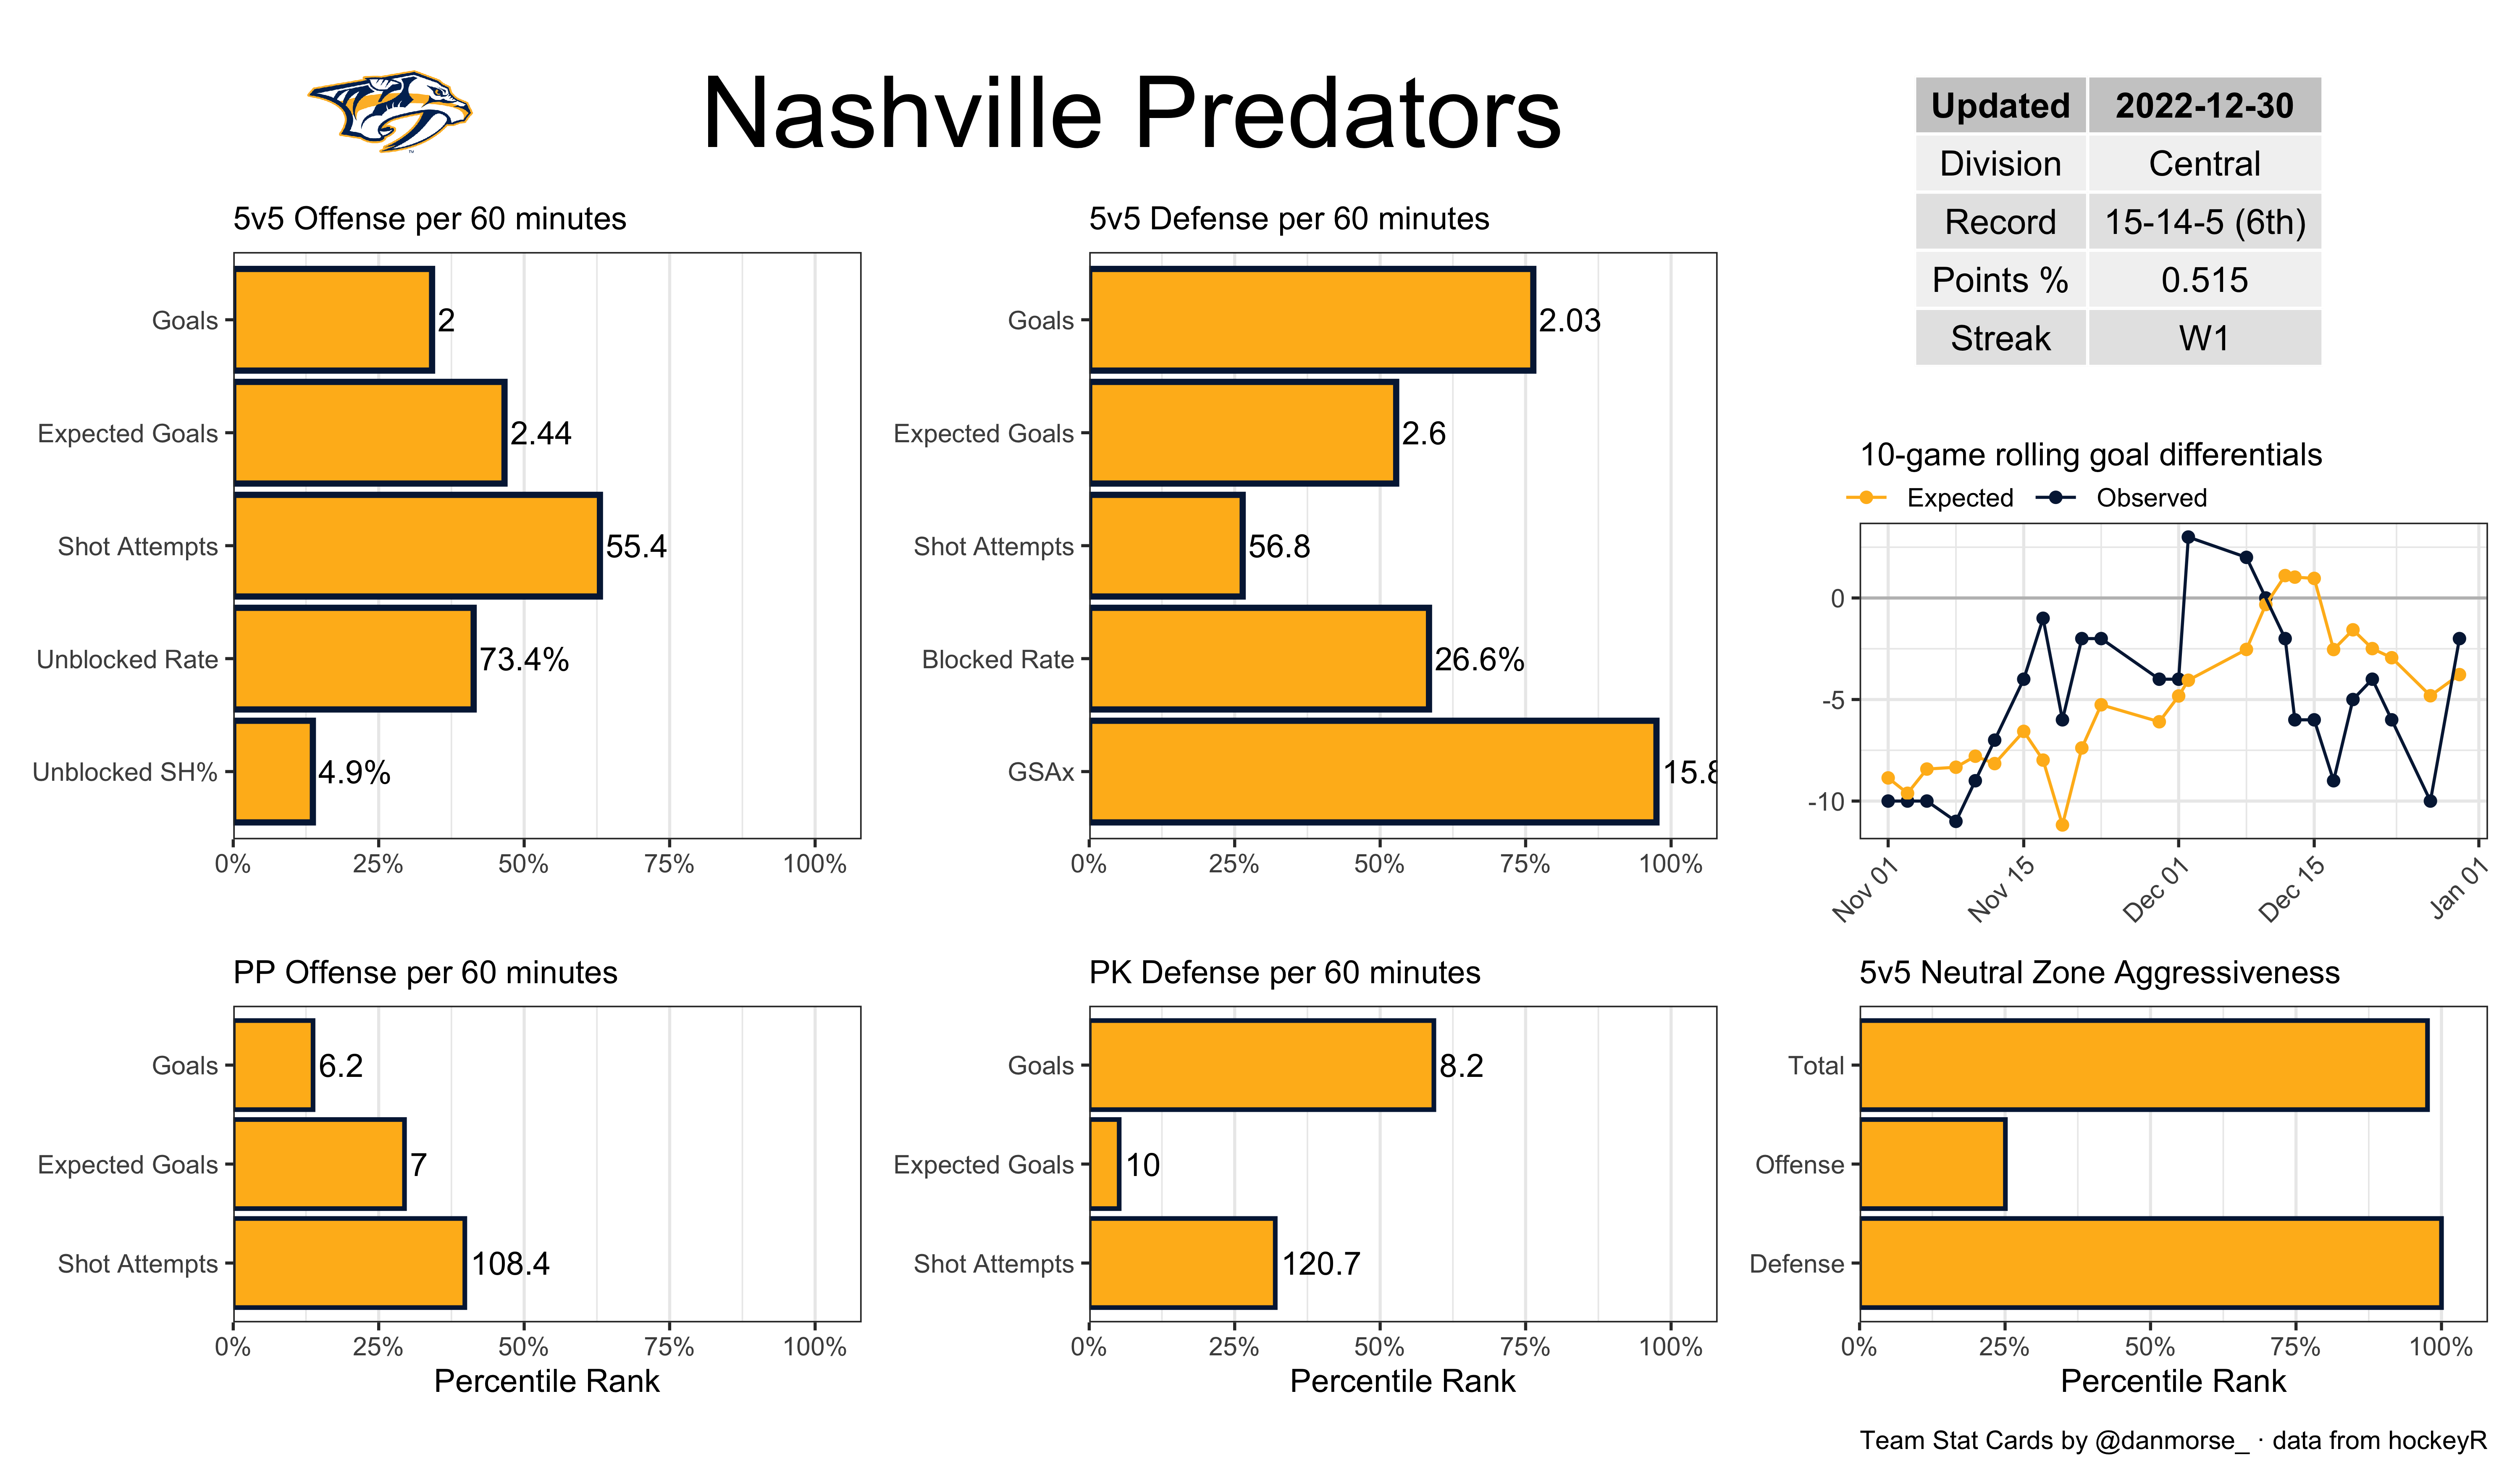 Nashville Predators
Updated 2022-12-30
Division Central
Record 15-14-5 (6th)
Points % 0.515
Streak W1
5v5 Offense per 60 minutes
Goals 2
Expected Goals 2.44
Shot Attempts 55.4
Unblocked Rate 73.4%
Unblocked SH% 4.9%
0% 25% 50% 75% 100%
5v5 Defense per 60 minutes
Goals 2.03
Expected Goals 2.6
Shot Attempts 56.8
Blocked Rate 26.6%
GSAx 15.8
0% 25% 50% 75% 100%
10-game rolling goal differentials
Expected Observed
0
-5
-10
Nov 01 Nov 15 Dec 01 Dec 15 Jan 01
PP Offense per 60 minutes
Goals 6.2
Expected Goals 7
Shot Attempts 108.4
0% 25% 50% 75% 100%
Percentile Rank
PK Defense per 60 minutes
Goals 8.2
Expected Goals 10
Shot Attempts 120.7
0% 25% 50% 75% 100%
Percentile Rank
5v5 Neutral Zone Aggressiveness
Total
Offense
Defense
0% 25% 50% 75% 100%
Percentile Rank
Team Stat Cards by @danmorse_ · data from hockeyR